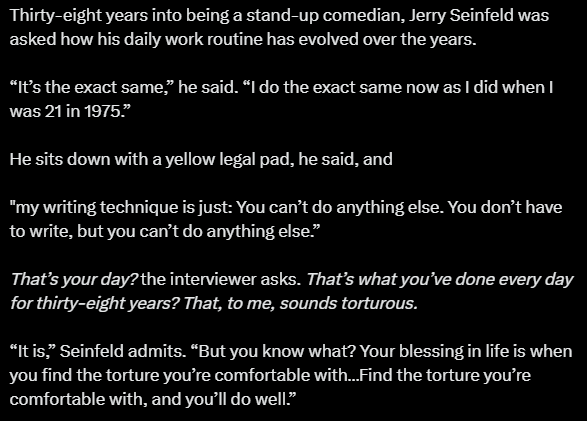 Thirty-eight years into being a stand-up comedian, Jerry Seinfeld was
asked how his daily work routine has evolved over the years.
“It’s the exact same,” he said. “I do the exact same now as I did when I
was 21 in 1975.”
He sits down with a yellow legal pad, he said, and
"my writing technique is just: You can’t do anything else. You don’t have
to write, but you can’t do anything else.”
That’s your day? the interviewer asks. That’s what you’ve done every day
for thirty-eight years? That, to me, sounds torturous.
“It is,” Seinfeld admits. “But you know what? Your blessing in life is when
you find the torture you’re comfortable with...Find the torture you’re
comfortable with, and you’ll do well.”